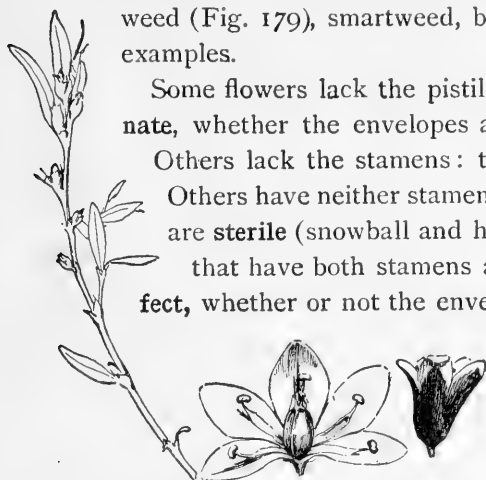 weed (Fig. 179), smartweed, b
examples.
Some flowers lack the pistil
nate, whether the envelopes a
Others lack the stamens: t
Others have neither stamen
are sterile (snowball and h
that have both stamens a
fect, whether or not the enve